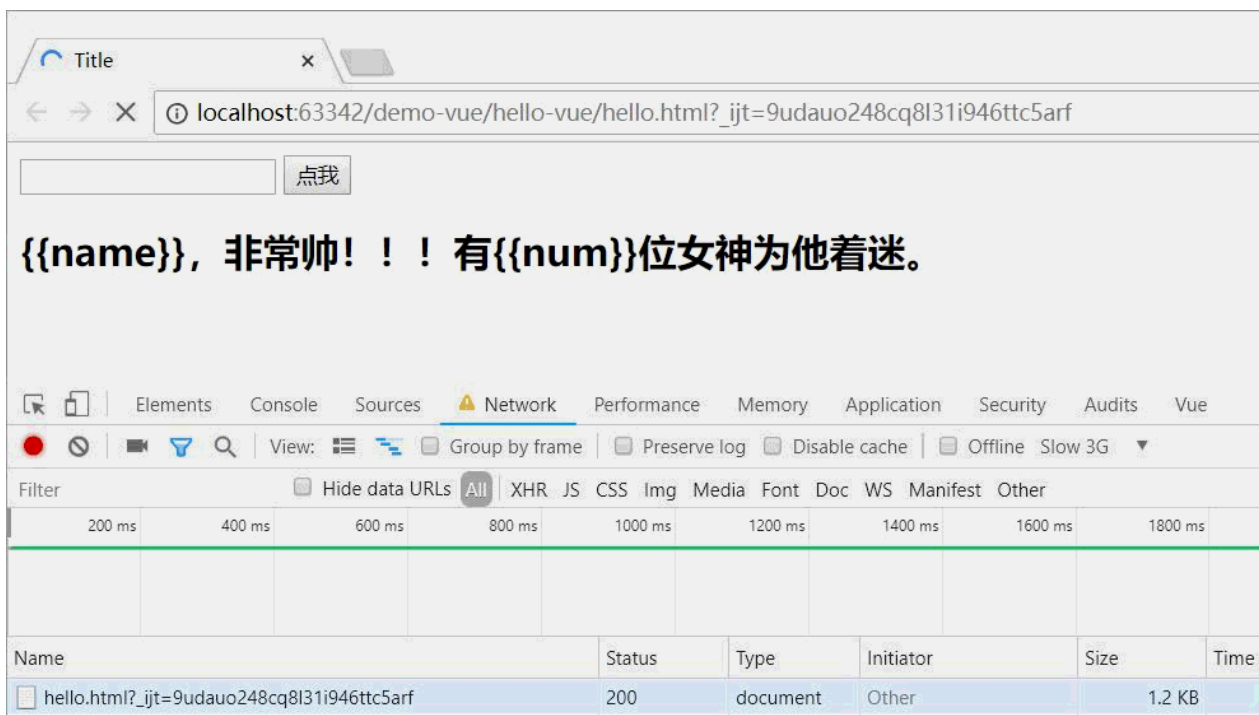 Title
localhost:63342/demo-vue/hello-vue/hello.html?_ijt=9udauo248cq8l31i946ttc5arf
点我
{{name}}，非常帅！！！有{{num}}位女神为他着迷。
Elements Console Sources Network Performance Memory Application Security Audits Vue
View: Group by frame Preserve log Disable cache Offline Slow 3G
Filter Hide data URLs All XHR JS CSS Img Media Font Doc WS Manifest Other
200 ms 400 ms 600 ms 800 ms 1000 ms 1200 ms 1400 ms 1600 ms 1800 ms
Name Status Type Initiator Size Time
hello.html?_ijt=9udauo248cq8l31i946ttc5arf 200 document Other 1.2 KB